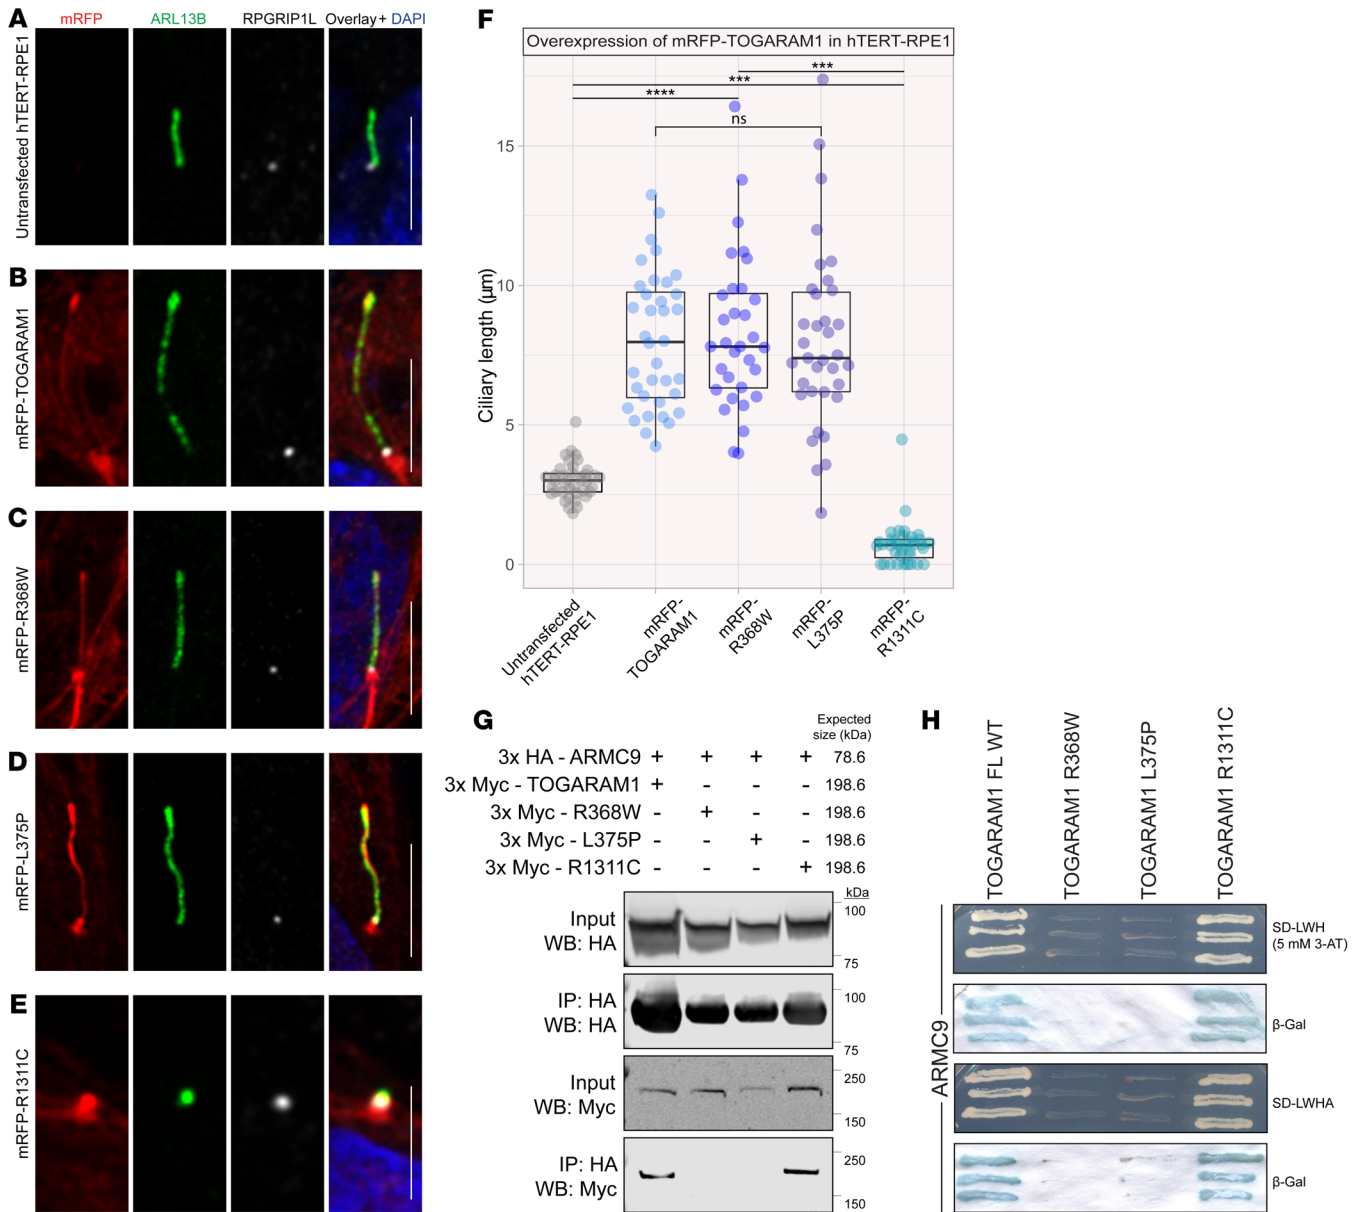 A
mRFP ARL13B RPGRIP1L Overlay+ DAPI
Untransfected hTERT-RPE1
B
mRFP-TOGARAM1
C
mRFP-R368W
D
mRFP-L375P
E
mRFP-R1311C
F
Overexpression of mRFP-TOGARAM1 in hTERT-RPE1
***
***
****
ns
Ciliary length (µm)
15
10
5
0
Untransfected
hTERT-RPE1
mRFP-
TOGARAM1
mRFP-
R368W
mRFP-
L375P
mRFP-
R1311C
G
Expected
size (kDa)
3x HA - ARMC9 + + + + 78.6
3x Myc - TOGARAM1 + - - - 198.6
3x Myc - R368W - + - - 198.6
3x Myc - L375P - - + - 198.6
3x Myc - R1311C - - - + 198.6
kDa
Input
WB: HA
100
75
IP: HA
WB: HA
100
75
Input
WB: Myc
250
150
IP: HA
WB: Myc
250
150
H
TOGARAM1 FL WT
TOGARAM1 R368W
TOGARAM1 L375P
TOGARAM1 R1311C
ARMC9
SD-LWH
(5 mM 3-AT)
β-Gal
SD-LWHA
β-Gal